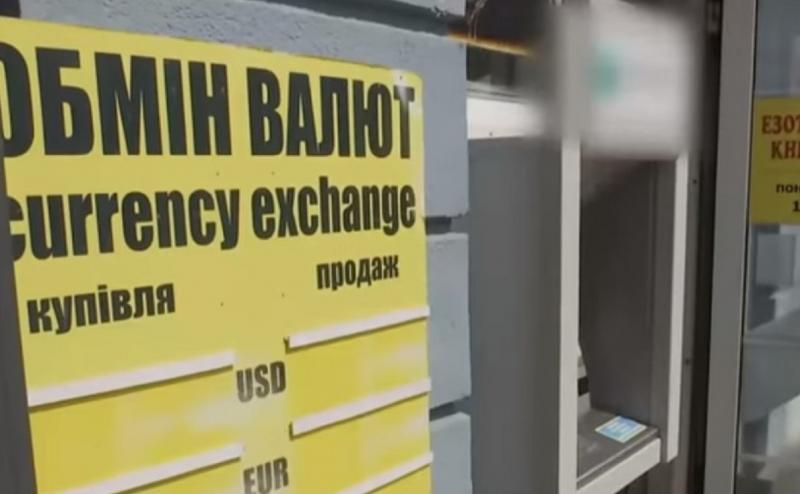 ОБМІН ВАЛЮТ
currency exchange
купівля
продаж
USD
EUR